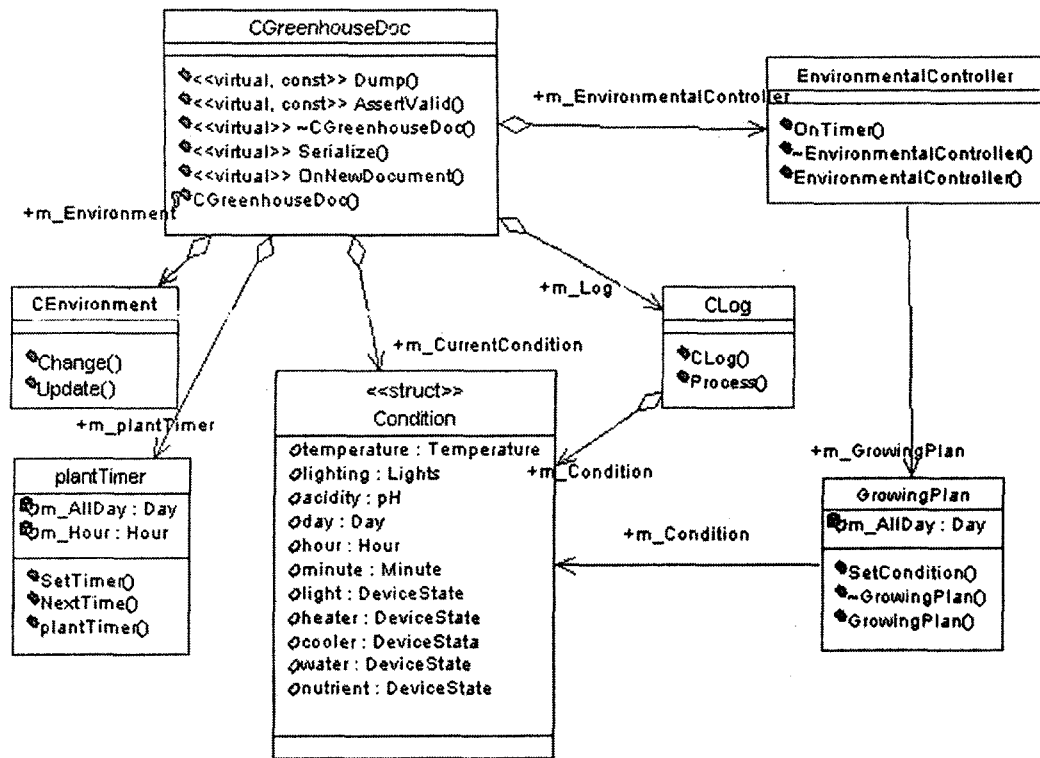 CGreenhouseDoc
<<virtual, const>> Dump()
<<virtual, const>> AssertValid()
<<virtual>> ~CGreenhouseDoc()
<<virtual>> Serialize()
<<virtual>> OnNewDocument()
CGreenhouseDoc()
+m_EnvironmentalController
EnvironmentalController
OnTimer()
~EnvironmentalController()
EnvironmentalController()
+m_Environment
CEnvironment
Change()
Update()
+m_plantTimer
plantTimer
m_AllDay : Day
m_Hour : Hour
SetTimer()
NextTime()
plantTimer()
+m_CurrentCondition
<<struct>>
Condition
temperature : Temperature
lighting : Lights
acidity : pH
day : Day
hour : Hour
minute : Minute
light : DeviceState
heater : DeviceState
cooler : DeviceStata
water : DeviceState
nutrient : DeviceState
+m_Log
CLog
CLog()
Process()
+m_Condition
+m_GrowingPlan
GrowingPlan
m_AllDay : Day
SetCondition()
~GrowingPlan()
GrowingPlan()
+m_Condition